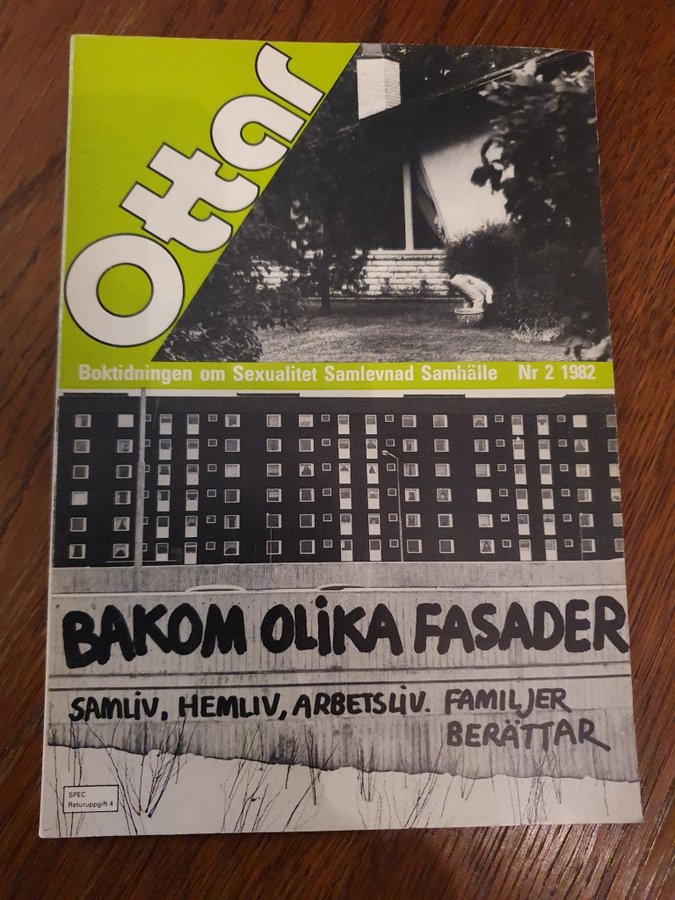 Ottar
Boktidningen om Sexualitet Samlevnad Samhälle Nr 2 1982
BAKOM OLiKA FASADER
SAMLiV, HEMLiV, ARBETSLiV. FAMiLJER
BERÄTTAR
SPEC
Returuppgift 4